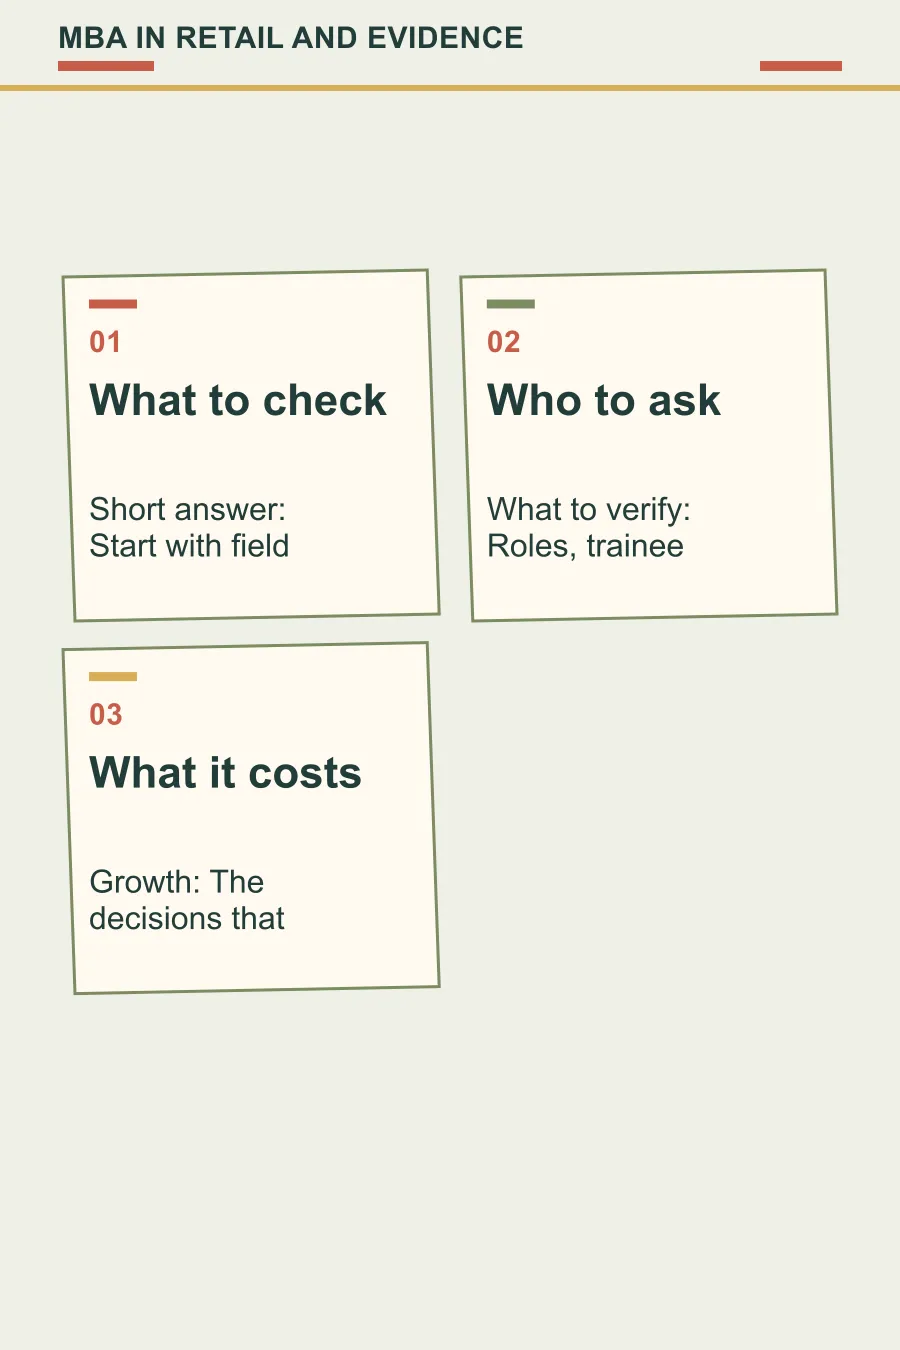 MBA IN RETAIL AND EVIDENCE
01
What to check
Short answer:
Start with field
02
Who to ask
What to verify:
Roles, trainee
03
What it costs
Growth: The
decisions that